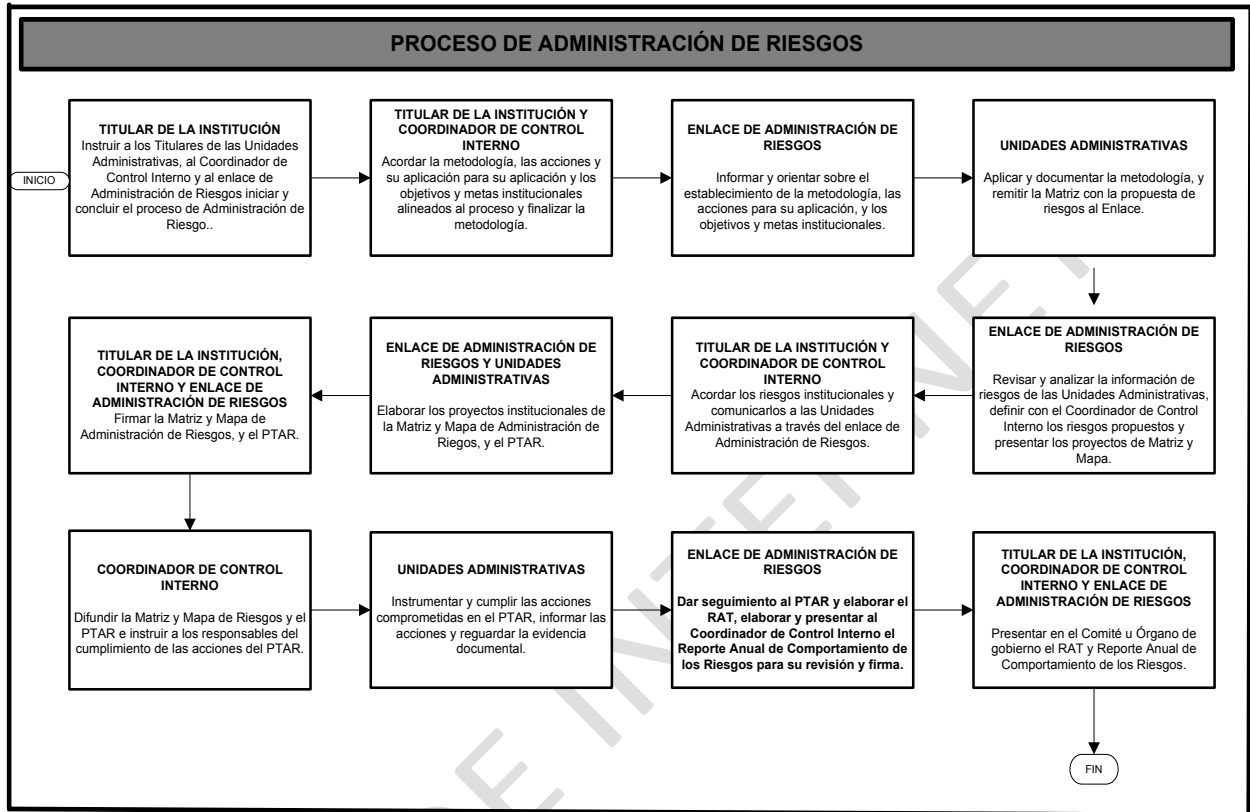 PROCESO DE ADMINISTRACIÓN DE RIESGOS
INICIO
TITULAR DE LA INSTITUCIÓN
Instruir a los Titulares de las Unidades
Administrativas, al Coordinador de
Control Interno y al enlace de
Administración de Riesgos iniciar y
concluir el proceso de Administración de
Riesgo..
TITULAR DE LA INSTITUCIÓN Y
COORDINADOR DE CONTROL
INTERNO
Acordar la metodología, las acciones y
su aplicación para su aplicación y los
objetivos y metas institucionales
alineados al proceso y finalizar la
metodología.
ENLACE DE ADMINISTRACIÓN DE
RIESGOS
Informar y orientar sobre el
establecimiento de la metodología, las
acciones para su aplicación, y los
objetivos y metas institucionales.
UNIDADES ADMINISTRATIVAS
Aplicar y documentar la metodología, y
remitir la Matriz con la propuesta de
riesgos al Enlace.
ENLACE DE ADMINISTRACIÓN DE
RIESGOS
Revisar y analizar la información de
riesgos de las Unidades Administrativas,
definir con el Coordinador de Control
Interno los riesgos propuestos y
presentar los proyectos de Matriz y
Mapa.
TITULAR DE LA INSTITUCIÓN Y
COORDINADOR DE CONTROL
INTERNO
Acordar los riesgos institucionales y
comunicarlos a las Unidades
Administrativas a través del enlace de
Administración de Riesgos.
ENLACE DE ADMINISTRACIÓN DE
RIESGOS Y UNIDADES
ADMINISTRATIVAS
Elaborar los proyectos institucionales de
la Matriz y Mapa de Administración de
Riegos, y el PTAR.
TITULAR DE LA INSTITUCIÓN,
COORDINADOR DE CONTROL
INTERNO Y ENLACE DE
ADMINISTRACIÓN DE RIESGOS
Firmar la Matriz y Mapa de
Administración de Riesgos, y el PTAR.
COORDINADOR DE CONTROL
INTERNO
Difundir la Matriz y Mapa de Riesgos y el
PTAR e instruir a los responsables del
cumplimiento de las acciones del PTAR.
UNIDADES ADMINISTRATIVAS
Instrumentar y cumplir las acciones
comprometidas en el PTAR, informar las
acciones y reguardar la evidencia
documental.
ENLACE DE ADMINISTRACIÓN DE
RIESGOS
Dar seguimiento al PTAR y elaborar el
RAT, elaborar y presentar al
Coordinador de Control Interno el
Reporte Anual de Comportamiento de
los Riesgos para su revisión y firma.
TITULAR DE LA INSTITUCIÓN,
COORDINADOR DE CONTROL
INTERNO Y ENLACE DE
ADMINISTRACIÓN DE RIESGOS
Presentar en el Comité u Órgano de
gobierno el RAT y Reporte Anual de
Comportamiento de los Riesgos.
FIN